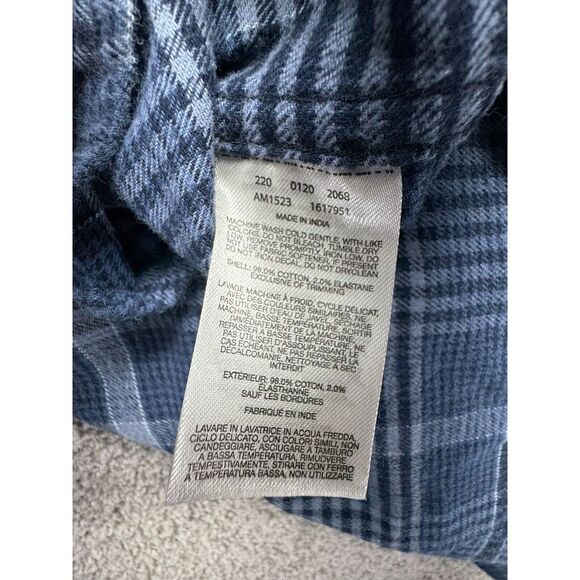 220 0120 2068
AM1523 1617951
MADE IN INDIA
MACHINE WASH COLD GENTLE, WITH LIKE
COLORS. DO NOT BLEACH, TUMBLE DRY
LOW, REMOVE PROMPTLY. IRON LOW, DO
NOT USE FABRIC SOFTENER, IF PRESENT
DO NOT IRON DECAL, DO NOT DRYCLEAN
SHELL: 98.0% COTTON, 2.0% ELASTANE
EXCLUSIVE OF TRIMMING
LAVAGE MACHINE À FROID, CYCLE DÉLICAT,
AVEC DES COULEURS SIMILAIRES, NE
PAS UTILISER D'EAU DE JAVEL, SÉCHAGE
MACHINE, BASSE TEMPÉRATURE, SORTIR
IMMÉDIATEMENT DE LA MACHINE,
REPASSER À BASSE TEMPÉRATURE, NE
PAS UTILISER D'ASSOUPLISSANT, LE
CAS ÉCHÉANT, NE PAS REPASSER LA
DÉCALCOMANIE, NETTOYAGE A SEC
INTERDIT
EXTÉRIEUR: 98.0% COTTON, 2.0%
ELASTHANNE
SAUF LES BORDURES
FABRIQUÉ EN INDE
LAVARE IN LAVATRICE IN ACQUA FREDDA,
CICLO DELICATO, CON COLORI SIMILI, NON
CANDEGGIARE, ASCIUGARE A TAMBURO
A BASSA TEMPERATURA, RIMUOVERE
TEMPESTIVAMENTE, STIRARE CON FERRO
A TEMPERATURA BASSA, NON USARE